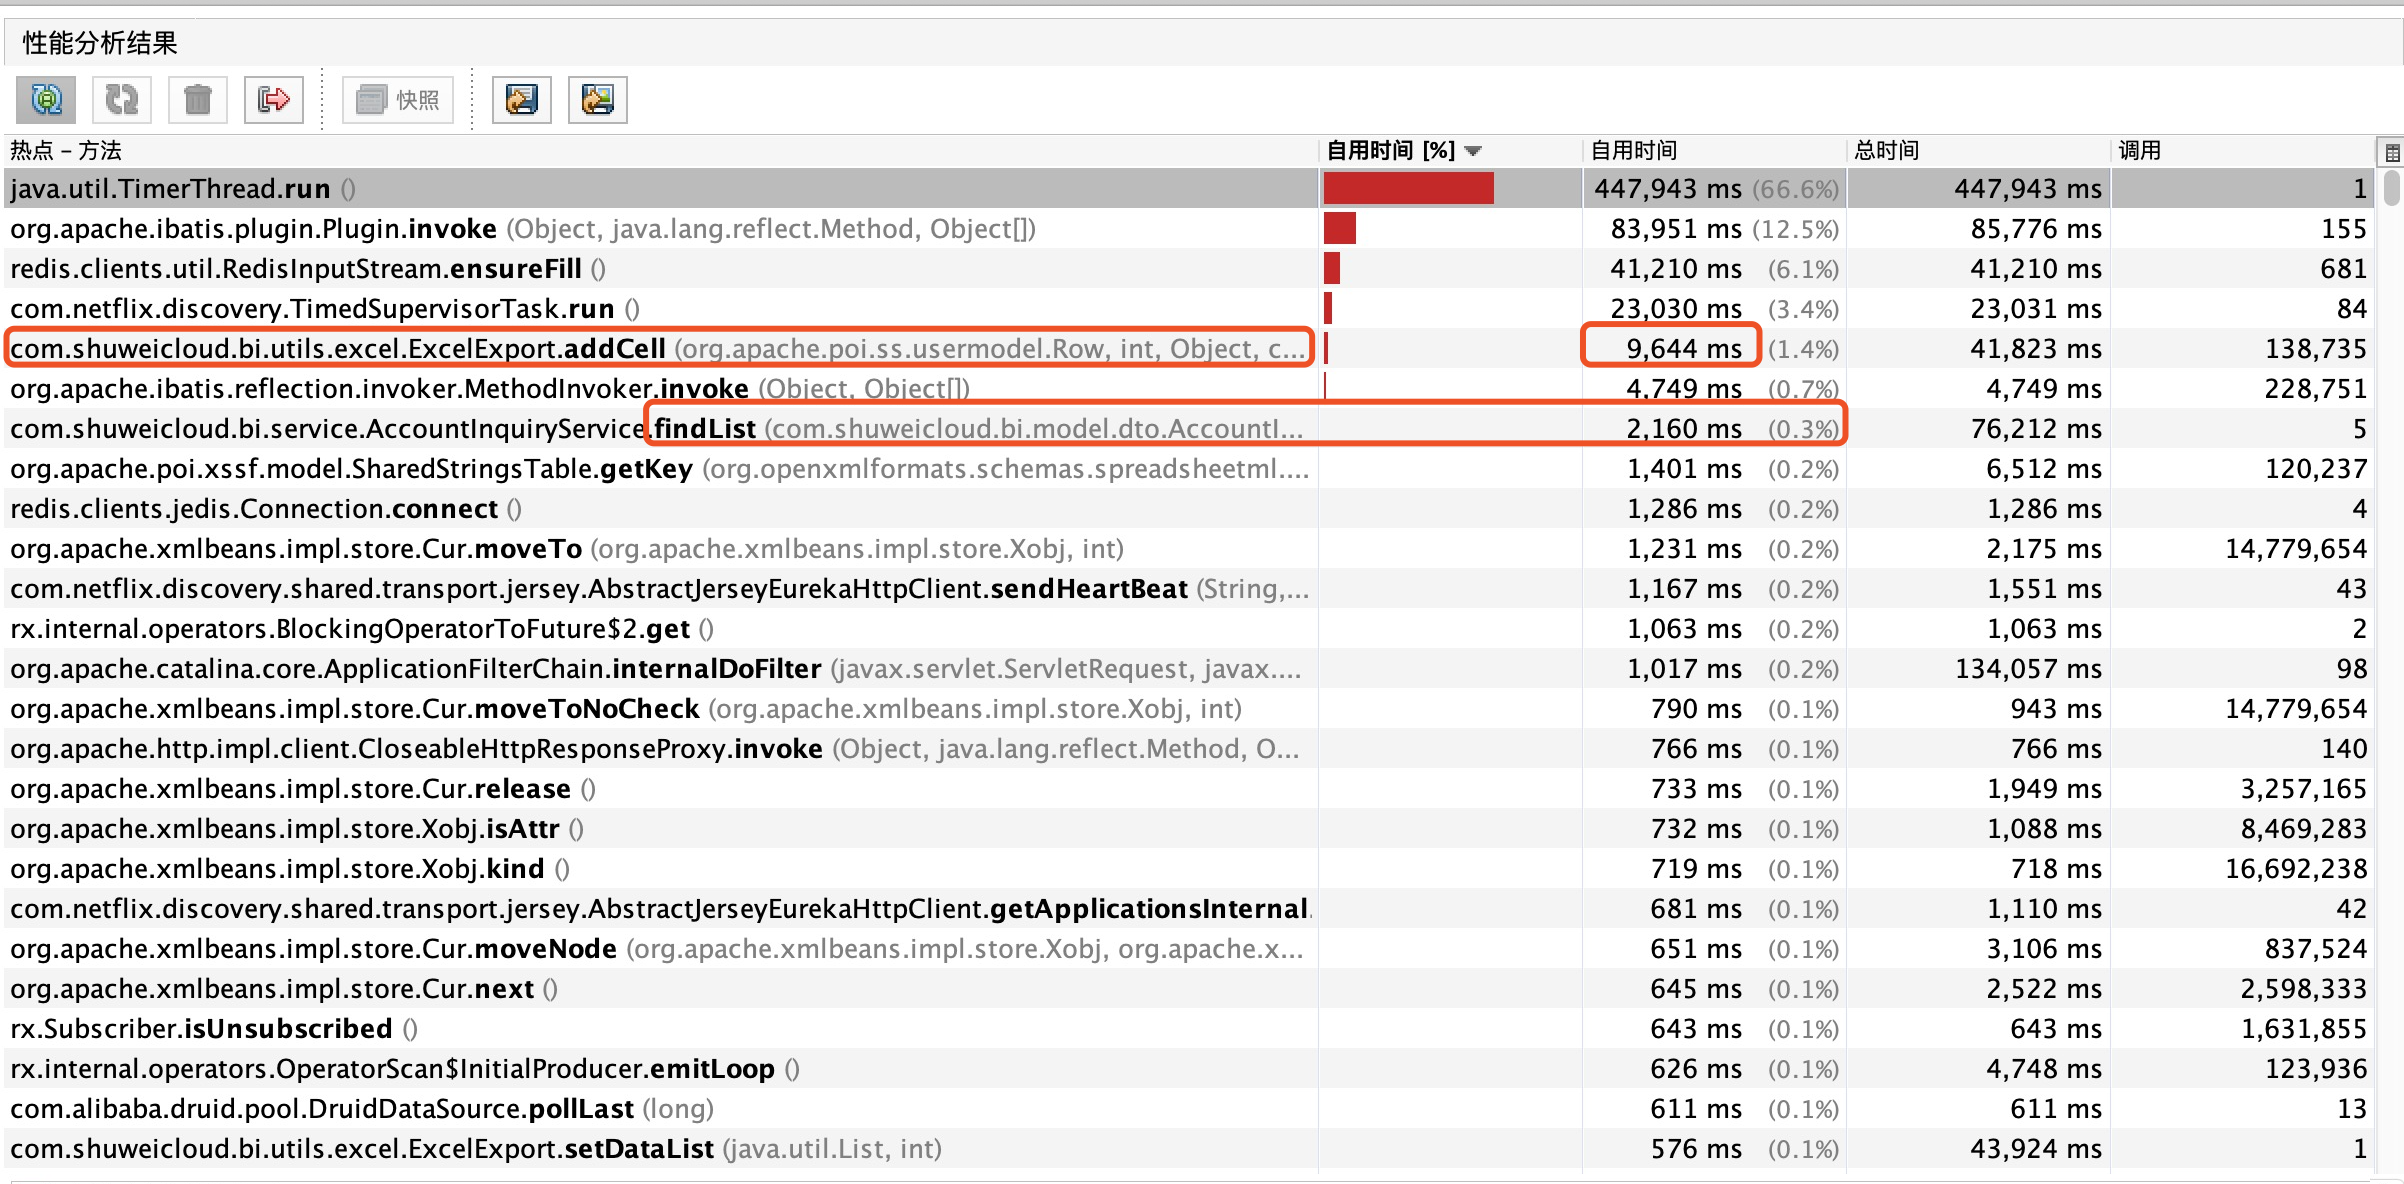 性能分析结果
快照
热点 – 方法 自用时间 [%] 自用时间 总时间 调用
java.util.TimerThread.run () 447,943 ms (66.6%) 447,943 ms 1
org.apache.ibatis.plugin.Plugin.invoke (Object, java.lang.reflect.Method, Object[]) 83,951 ms (12.5%) 85,776 ms 155
redis.clients.util.RedisInputStream.ensureFill () 41,210 ms (6.1%) 41,210 ms 681
com.netflix.discovery.TimedSupervisorTask.run () 23,030 ms (3.4%) 23,031 ms 84
com.shuweicloud.bi.utils.excel.ExcelExport.addCell (org.apache.poi.ss.usermodel.Row, int, Object, c... 9,644 ms (1.4%) 41,823 ms 138,735
org.apache.ibatis.reflection.invoker.MethodInvoker.invoke (Object, Object[]) 4,749 ms (0.7%) 4,749 ms 228,751
com.shuweicloud.bi.service.AccountInquiryService.findList (com.shuweicloud.bi.model.dto.AccountI... 2,160 ms (0.3%) 76,212 ms 5
org.apache.poi.xssf.model.SharedStringsTable.getKey (org.openxmlformats.schemas.spreadsheetml.... 1,401 ms (0.2%) 6,512 ms 120,237
redis.clients.jedis.Connection.connect () 1,286 ms (0.2%) 1,286 ms 4
org.apache.xmlbeans.impl.store.Cur.moveTo (org.apache.xmlbeans.impl.store.Xobj, int) 1,231 ms (0.2%) 2,175 ms 14,779,654
com.netflix.discovery.shared.transport.jersey.AbstractJerseyEurekaHttpClient.sendHeartBeat (String,... 1,167 ms (0.2%) 1,551 ms 43
rx.internal.operators.BlockingOperatorToFuture$2.get () 1,063 ms (0.2%) 1,063 ms 2
org.apache.catalina.core.ApplicationFilterChain.internalDoFilter (javax.servlet.ServletRequest, javax.... 1,017 ms (0.2%) 134,057 ms 98
org.apache.xmlbeans.impl.store.Cur.moveToNoCheck (org.apache.xmlbeans.impl.store.Xobj, int) 790 ms (0.1%) 943 ms 14,779,654
org.apache.http.impl.client.CloseableHttpResponseProxy.invoke (Object, java.lang.reflect.Method, O... 766 ms (0.1%) 766 ms 140
org.apache.xmlbeans.impl.store.Cur.release () 733 ms (0.1%) 1,949 ms 3,257,165
org.apache.xmlbeans.impl.store.Xobj.isAttr () 732 ms (0.1%) 1,088 ms 8,469,283
org.apache.xmlbeans.impl.store.Xobj.kind () 719 ms (0.1%) 718 ms 16,692,238
com.netflix.discovery.shared.transport.jersey.AbstractJerseyEurekaHttpClient.getApplicationsInternal. 681 ms (0.1%) 1,110 ms 42
org.apache.xmlbeans.impl.store.Cur.moveNode (org.apache.xmlbeans.impl.store.Xobj, org.apache.x... 651 ms (0.1%) 3,106 ms 837,524
org.apache.xmlbeans.impl.store.Cur.next () 645 ms (0.1%) 2,522 ms 2,598,333
rx.Subscriber.isUnsubscribed () 643 ms (0.1%) 643 ms 1,631,855
rx.internal.operators.OperatorScan$InitialProducer.emitLoop () 626 ms (0.1%) 4,748 ms 123,936
com.alibaba.druid.pool.DruidDataSource.pollLast (long) 611 ms (0.1%) 611 ms 13
com.shuweicloud.bi.utils.excel.ExcelExport.setDataList (java.util.List, int) 576 ms (0.1%) 43,924 ms 1